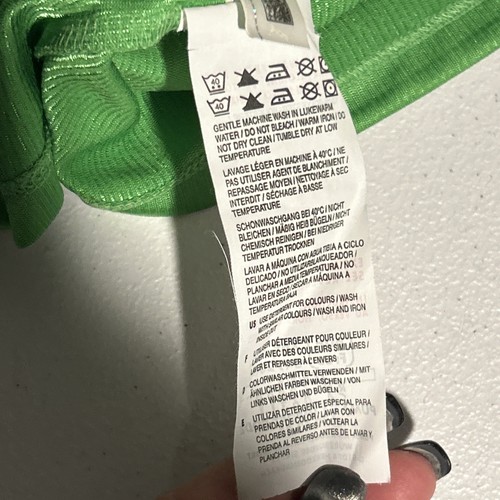 40
40
GENTLE MACHINE WASH IN LUKEWARM
WATER / DO NOT BLEACH / WARM IRON / DO
NOT DRY CLEAN / TUMBLE DRY AT LOW
TEMPERATURE
LAVAGE LÉGER EN MACHINE À 40°C / NE
PAS UTILISER AGENT DE BLANCHIMENT /
REPASSAGE MOYEN / NETTOYAGE À SEC
INTERDIT / SÉCHAGE À BASSE
TEMPERATURE
SCHONWASCHGANG BEI 40°C / NICHT
BLEICHEN / MÄßIG HEIß BÜGELN / NICHT
CHEMISCH REINIGEN / BEI NIEDRIGER
TEMPERATUR TROCKNEN
LAVAR A MÁQUINA CON AGUA TIBIA A CICLO
DELICADO / NO UTILIZAR BLANQUEADOR /
PLANCHAR A MEDIA TEMPERATURA / NO
LAVAR EN SECO / SECAR A MÁQUINA A
TEMPERATURA BAJA
US USE DETERGENT FOR COLOURS / WASH
WITH SIMILAR COLOURS / WASH AND IRON
INSIDE OUT
F UTILISER DÉTERGENT POUR COULEUR /
LAVER AVEC DES COULEURS SIMILAIRES /
LAVER ET REPASSER À L'ENVERS
D COLORWASCHMITTEL VERWENDEN / MIT
ÄHNLICHEN FARBEN WASCHEN / VON
LINKS WASCHEN UND BÜGELN
E UTILIZAR DETERGENTE ESPECIAL PARA
PRENDAS DE COLOR / LAVAR CON
COLORES SIMILARES / VOLTEAR LA
PRENDA AL REVERSO ANTES DE LAVAR Y
PLANCHAR